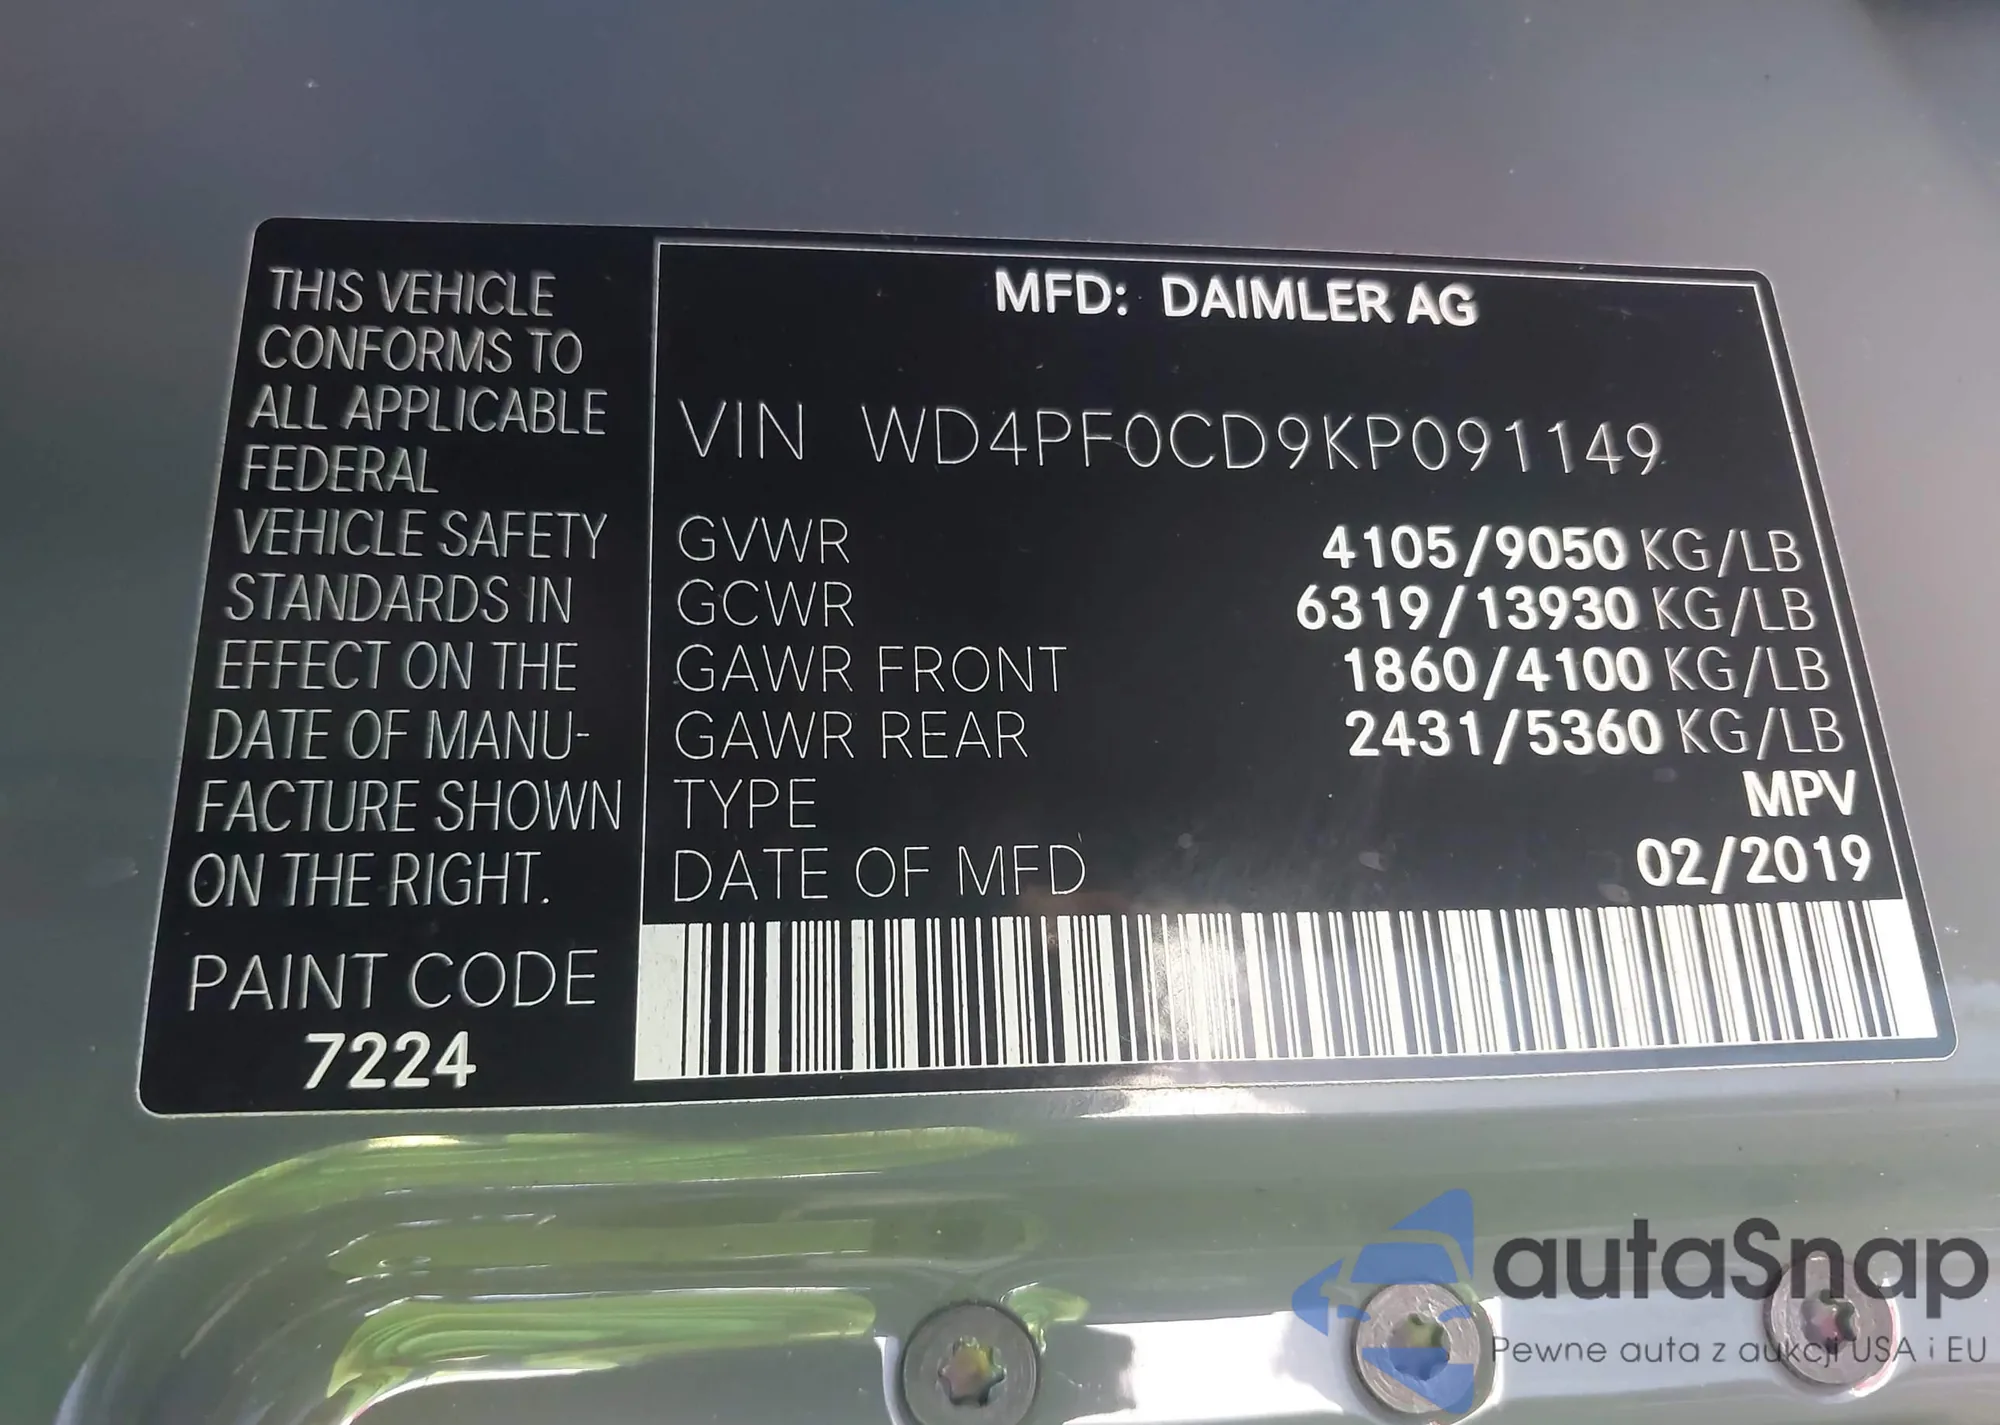 THIS VEHICLE
CONFORMS TO
ALL APPLICABLE
FEDERAL
VEHICLE SAFETY
STANDARDS IN
EFFECT ON THE
DATE OF MANU-
FACTURE SHOWN
ON THE RIGHT.
PAINT CODE
7224
MFD: DAIMLER AG
VIN WD4PF0CD9KP091149
GVWR 4105/9050 KG/LB
GCWR 6319/13930 KG/LB
GAWR FRONT 1860/4100 KG/LB
GAWR REAR 2431/5360 KG/LB
TYPE MPV
DATE OF MFD 02/2019
autaSnap
Pewne auta z aukcji USA i EU